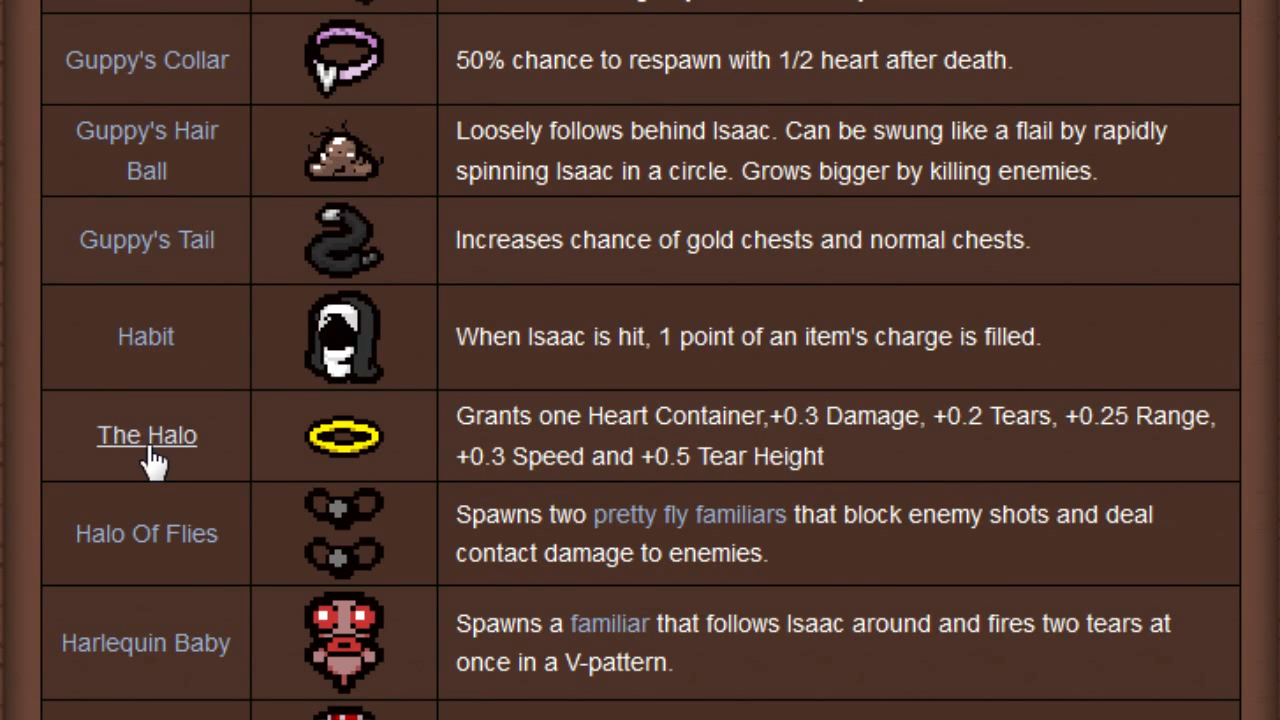 Guppy's Collar
50% chance to respawn with 1/2 heart after death.
Guppy's Hair
Ball
Loosely follows behind Isaac. Can be swung like a flail by rapidly
spinning Isaac in a circle. Grows bigger by killing enemies.
Guppy's Tail
Increases chance of gold chests and normal chests.
Habit
When Isaac is hit, 1 point of an item's charge is filled.
The Halo
Grants one Heart Container,+0.3 Damage, +0.2 Tears, +0.25 Range,
+0.3 Speed and +0.5 Tear Height
Halo Of Flies
Spawns two pretty fly familiars that block enemy shots and deal
contact damage to enemies.
Harlequin Baby
Spawns a familiar that follows Isaac around and fires two tears at
once in a V-pattern.